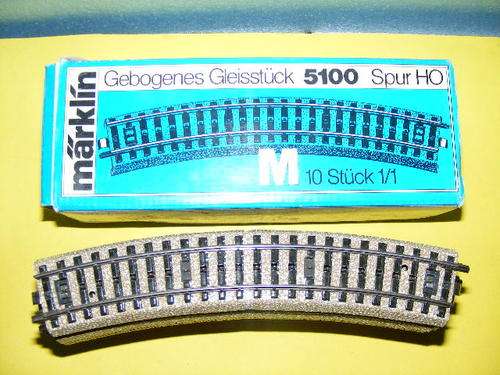 märklin
Gebogenes Gleisstück 5100 Spur HO
M 10 Stück 1/1